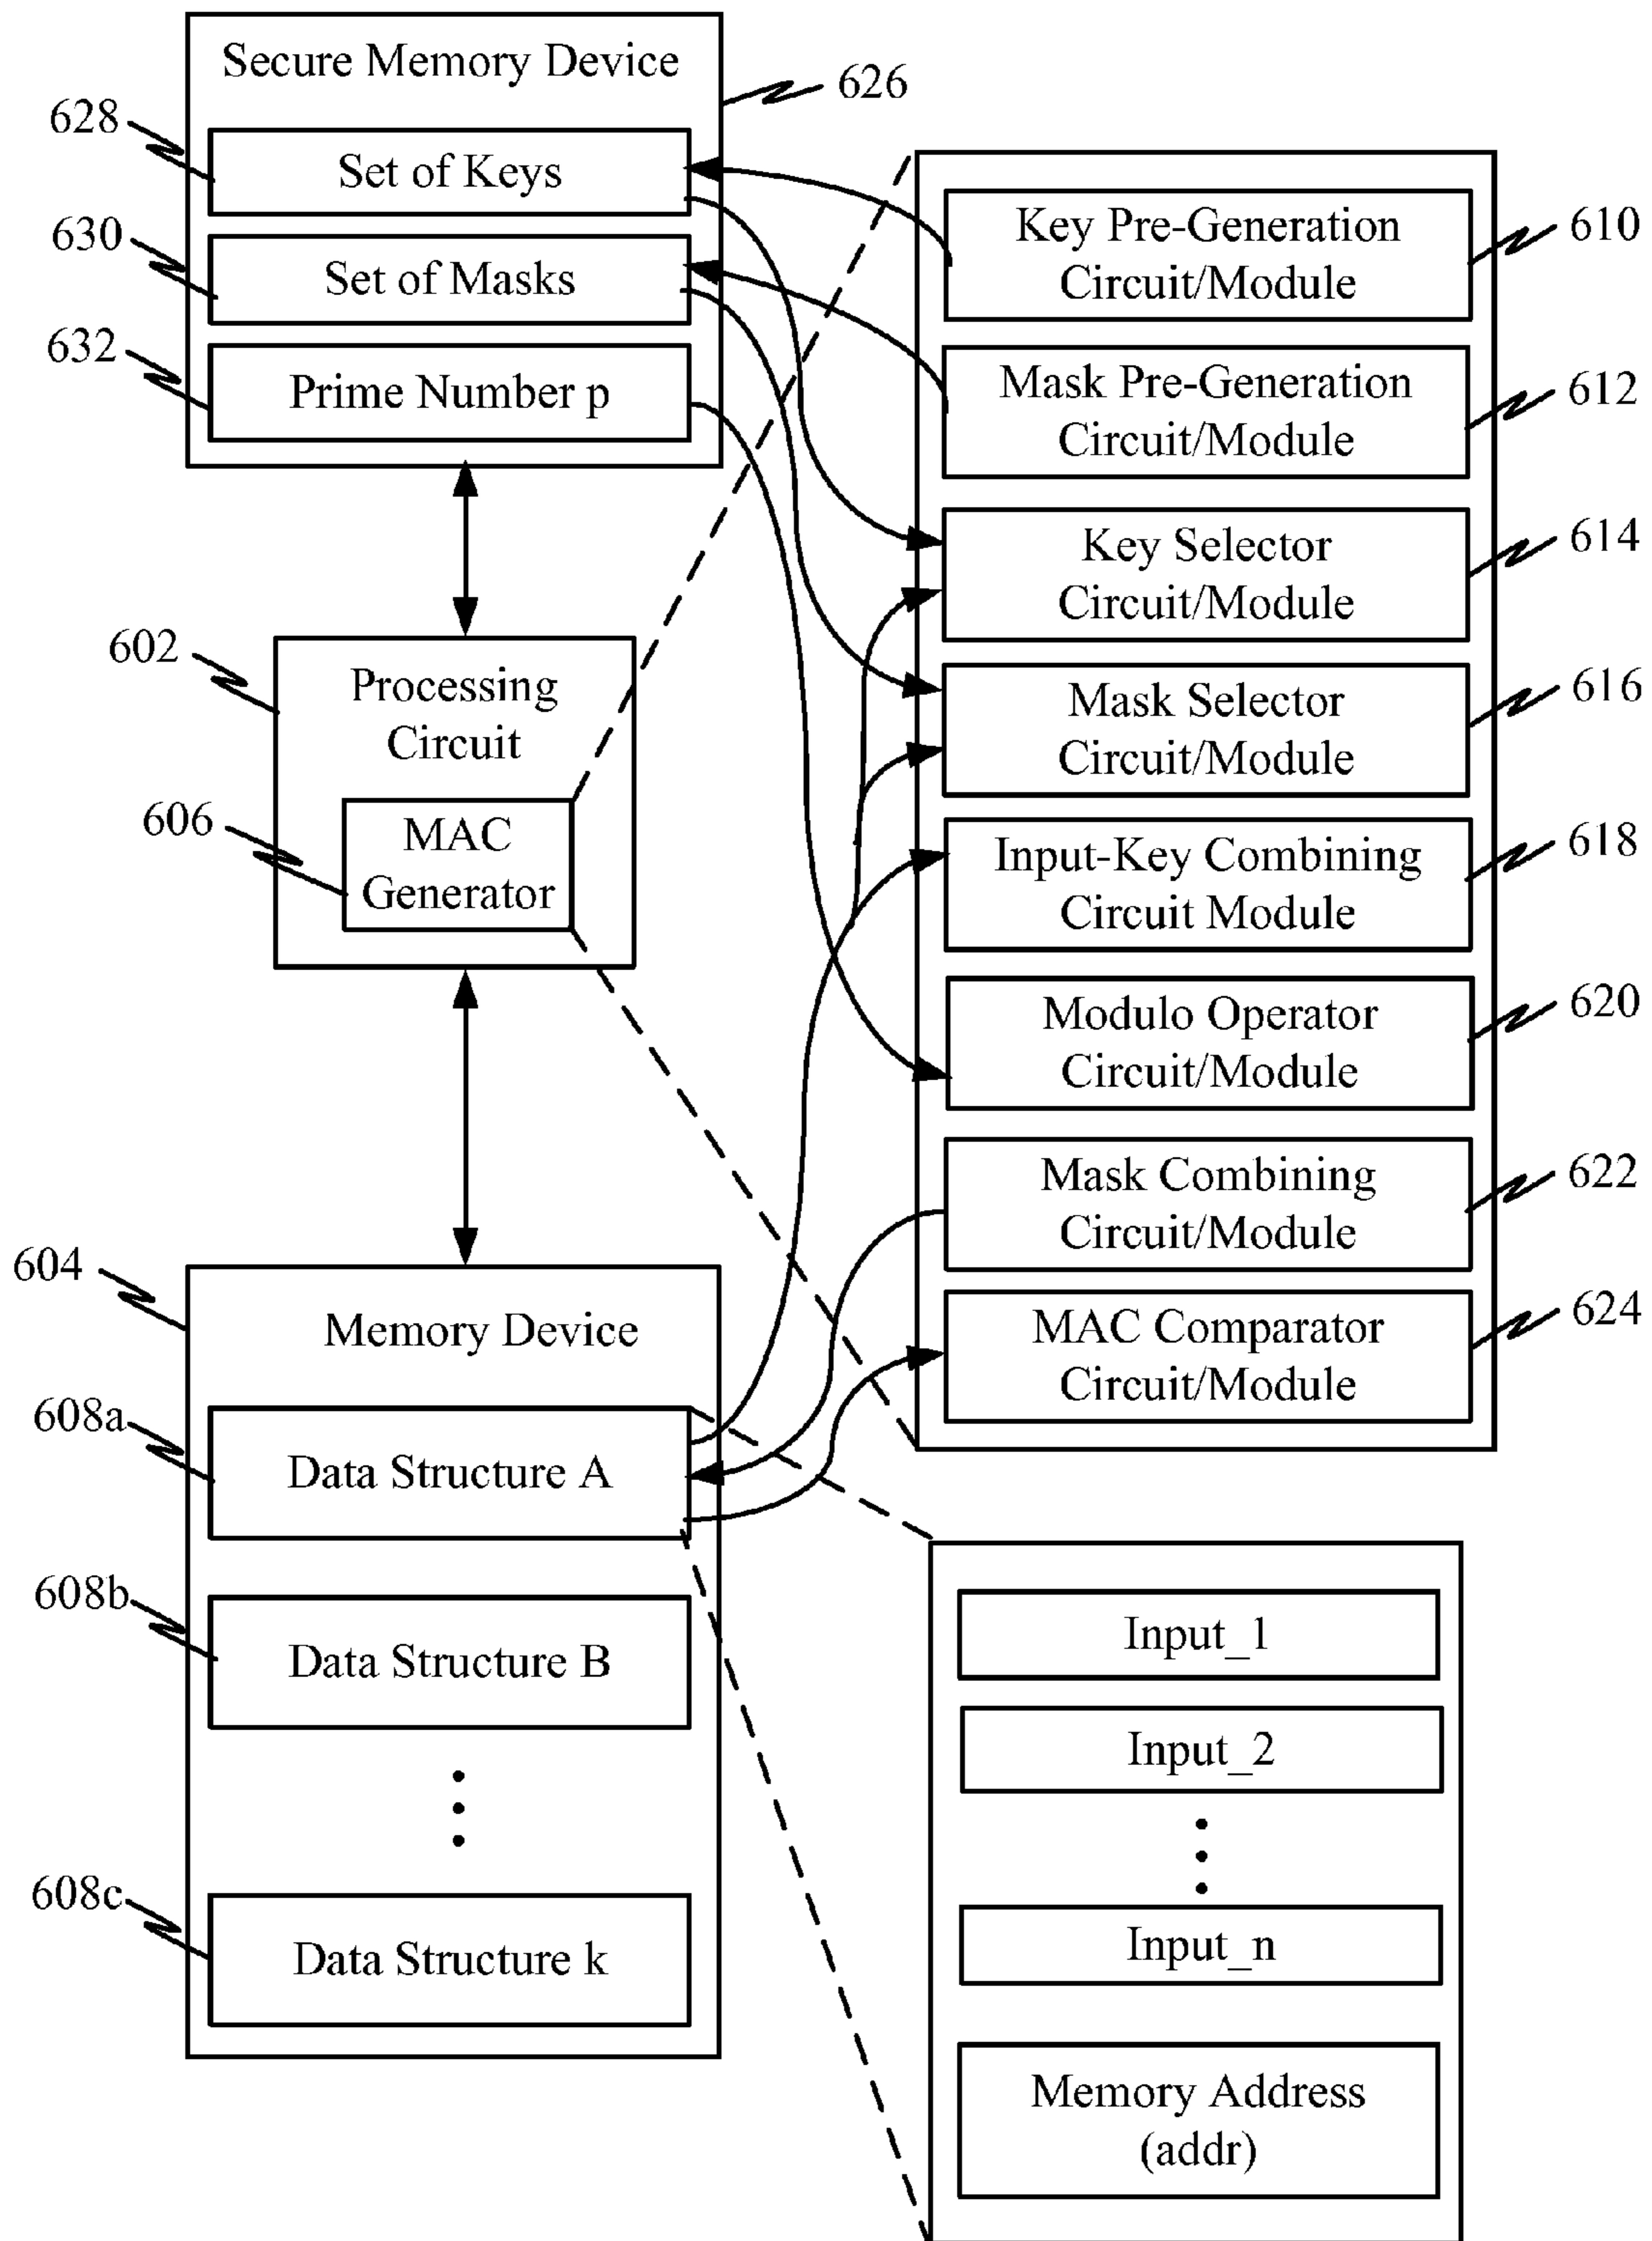 Secure Memory Device
626
628
Set of Keys
630
Set of Masks
632
Prime Number p
602
Processing
Circuit
606
MAC
Generator
604
Memory Device
608a
Data Structure A
608b
Data Structure B
608c
Data Structure k
Key Pre-Generation
Circuit/Module
610
Mask Pre-Generation
Circuit/Module
612
Key Selector
Circuit/Module
614
Mask Selector
Circuit/Module
616
Input-Key Combining
Circuit Module
618
Modulo Operator
Circuit/Module
620
Mask Combining
Circuit/Module
622
MAC Comparator
Circuit/Module
624
Input_1
Input_2
Input_n
Memory Address
(addr)